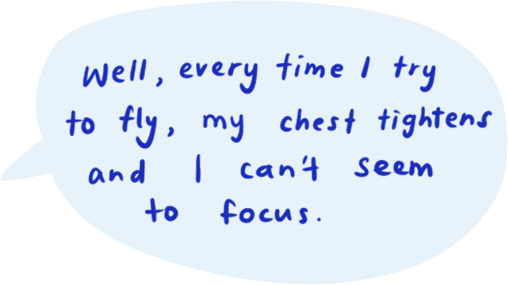 Well, every time I try
to fly, my chest tightens
and I can't seem
to focus.